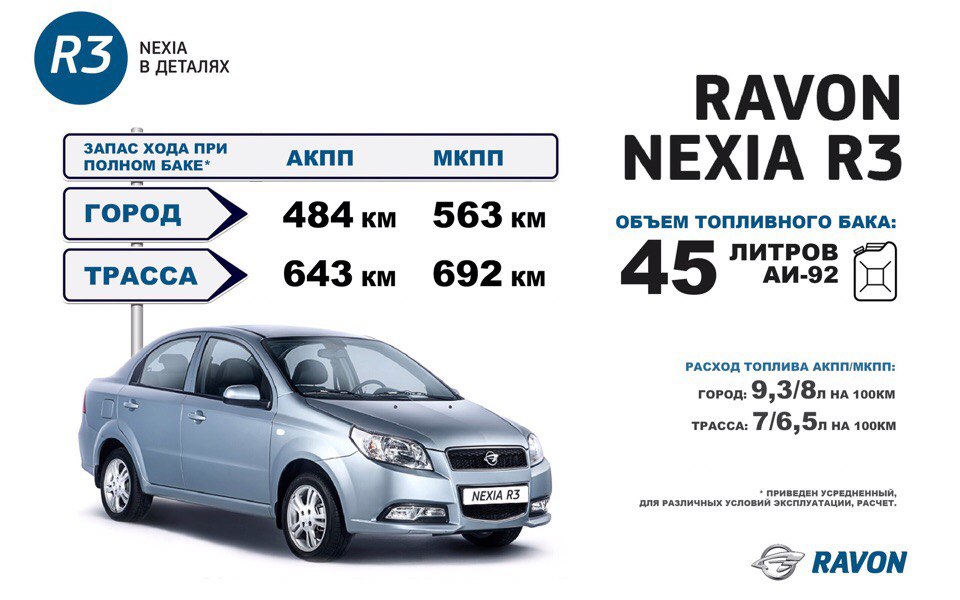 R3
NEXIA
В ДЕТАЛЯХ
RAVON
NEXIA R3
ЗАПАС ХОДА ПРИ
ПОЛНОМ БАКЕ*
АКПП МКПП
ГОРОД 484 КМ 563 КМ
ТРАССА 643 КМ 692 КМ
ОБЪЕМ ТОПЛИВНОГО БАКА:
45 ЛИТРОВ
АИ-92
РАСХОД ТОПЛИВА АКПП/МКПП:
ГОРОД: 9,3/8Л НА 100КМ
ТРАССА: 7/6,5Л НА 100КМ
NEXIA R3
* ПРИВЕДЕН УСРЕДНЕННЫЙ,
ДЛЯ РАЗЛИЧНЫХ УСЛОВИЙ ЭКСПЛУАТАЦИИ, РАСЧЕТ.
RAVON